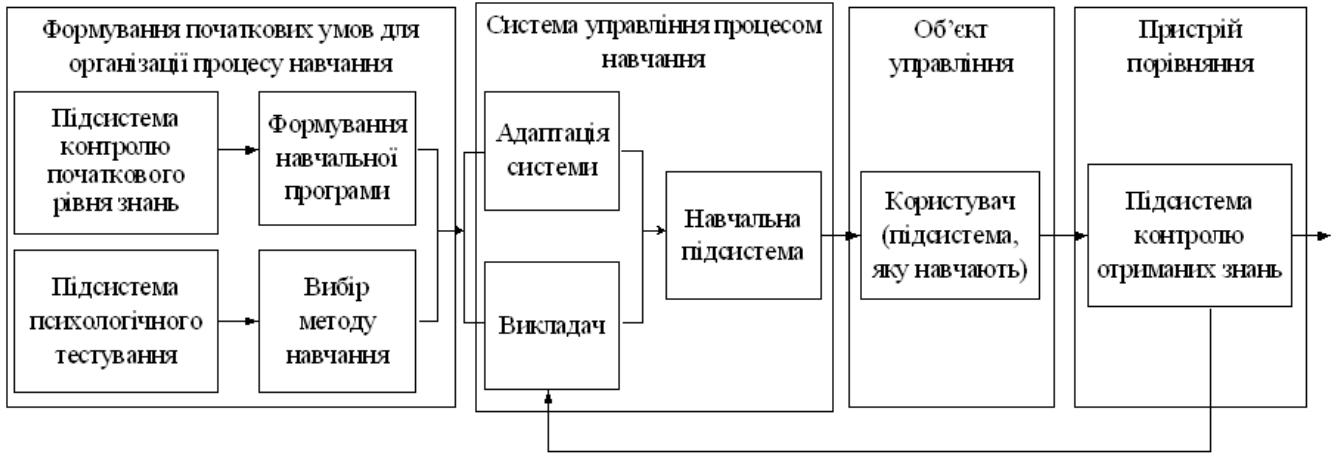 Формування початкових умов для
організації процесу навчання
Підсистема
контролю
початкового
рівня знань
Формування
навчальної
програми
Підсистема
психологічного
тестування
Вибір
методу
навчання
Система управління процесом
навчання
Адаптація
системи
Викладач
Навчальна
підсистема
Об’єкт
управління
Користувач
(підсистема,
яку навчають)
Пристрій
порівняння
Підсистема
контролю
отриманих знань